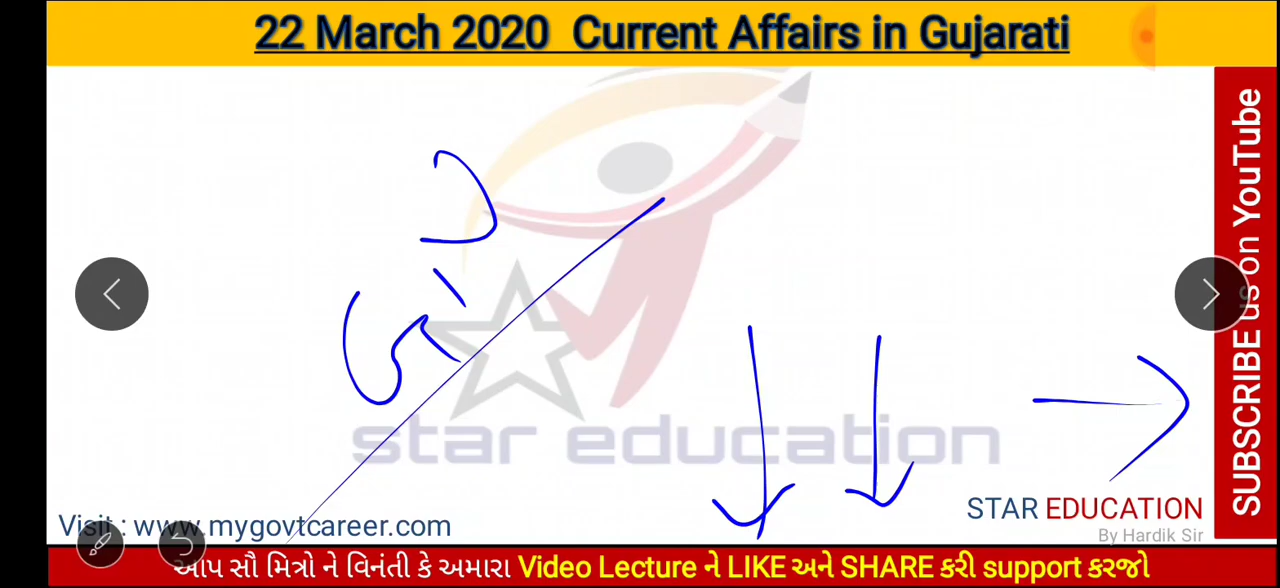 22 March 2020 Current Affairs in Gujarati
SUBSCRIBE us on YouTube
star education
STAR EDUCATION
By Hardik Sir
Visit : www.mygovtcareer.com
આપ સૌ મિત્રો ને વિનંતી કે અમારા Video Lecture ને LIKE અને SHARE કરી support કરજો